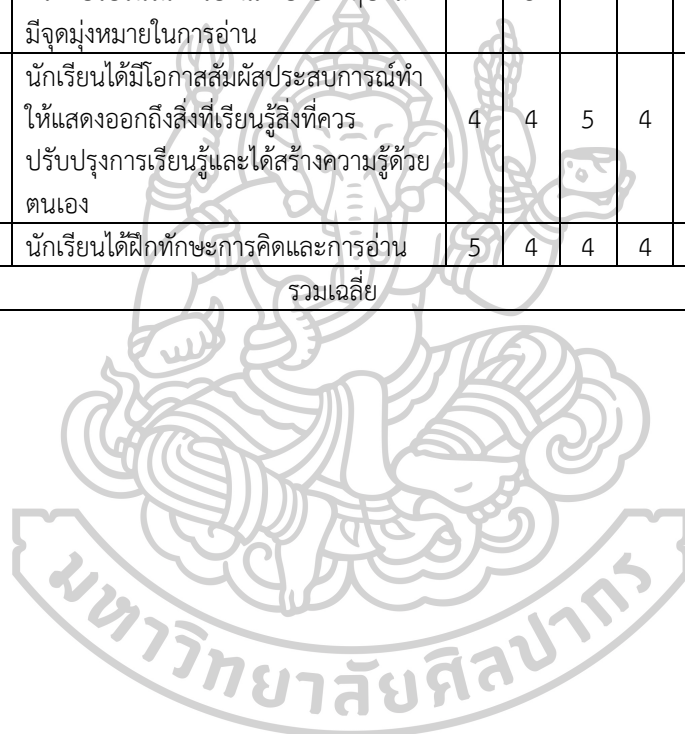 มีจุดมุ่งหมายในการอ่าน
นักเรียนได้มีโอกาสสัมผัสประสบการณ์ทำ
ให้แสดงออกถึงสิ่งที่เรียนรู้สิ่งที่ควร 4 4 5 4
ปรับปรุงการเรียนรู้และได้สร้างความรู้ด้วย
ตนเอง
นักเรียนได้ฝึกทักษะการคิดและการอ่าน 5 4 4 4
รวมเฉลี่ย
มหาวิทยาลัยศิลปากร